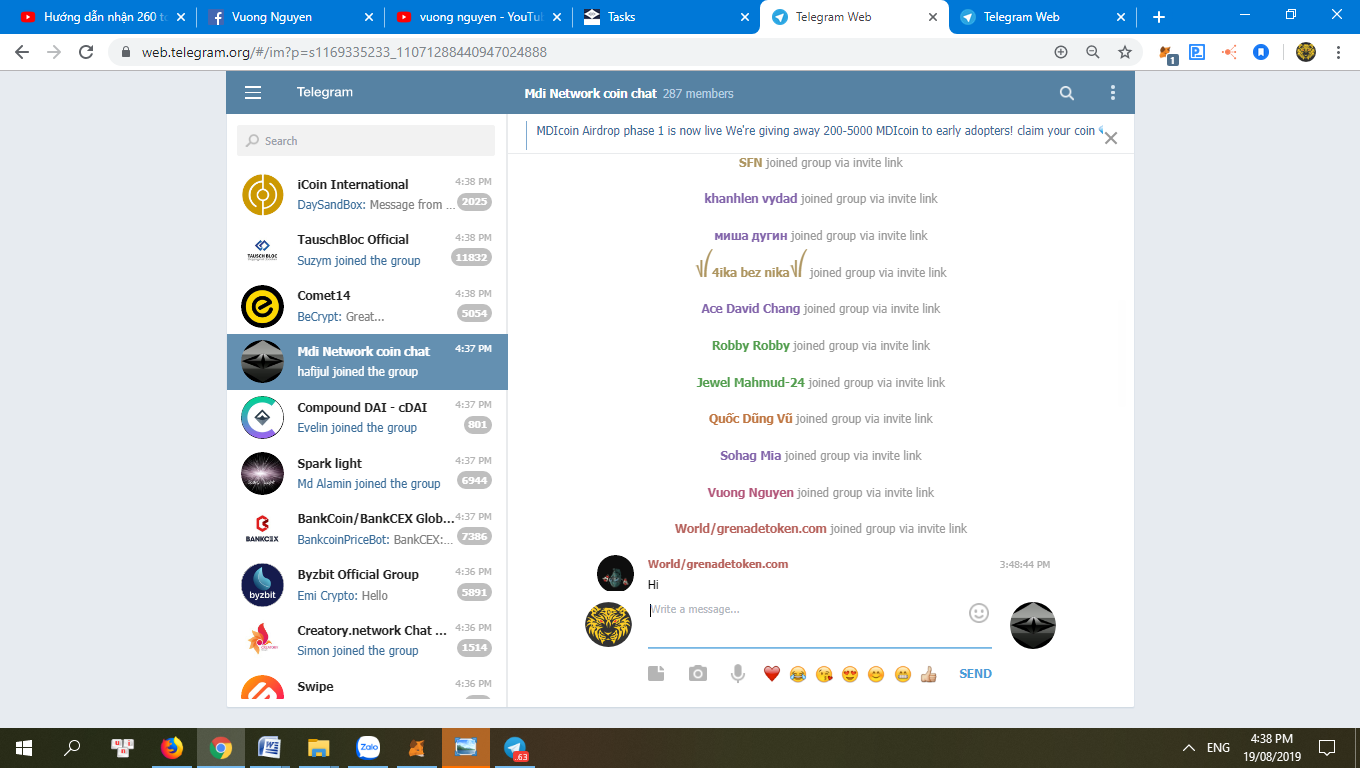 Hướng dẫn nhận 260 to
Vuong Nguyen
vuong nguyen - YouTu
Tasks
Telegram Web
Telegram Web
web.telegram.org/#/im?p=s1169335233_11071288440947024888
1
Telegram
Mdi Network coin chat 287 members
Search
MDIcoin Airdrop phase 1 is now live We're giving away 200-5000 MDIcoin to early adopters! claim your coin
iCoin International 4:38 PM
DaySandBox: Message from ... 2025
TauschBloc Official 4:38 PM
TAUSCHBLOC
Suzym joined the group 11832
Comet14 4:38 PM
BeCrypt: Great... 5054
Mdi Network coin chat 4:37 PM
hafijul joined the group
Compound DAI - cDAI 4:37 PM
Evelin joined the group 801
Spark light 4:37 PM
Md Alamin joined the group 6944
BankCoin/BankCEX Glob... 4:37 PM
BANKCEX
BankcoinPriceBot: BankCEX:... 7386
Byzbit Official Group 4:36 PM
byzbit
Emi Crypto: Hello 5891
Creatory.network Chat ... 4:36 PM
Simon joined the group 1514
Swipe 4:36 PM
SFN joined group via invite link
khanhlen vydad joined group via invite link
миша дугин joined group via invite link
4ika bez nika joined group via invite link
Ace David Chang joined group via invite link
Robby Robby joined group via invite link
Jewel Mahmud-24 joined group via invite link
Quốc Dũng Vũ joined group via invite link
Sohag Mia joined group via invite link
Vuong Nguyen joined group via invite link
World/grenadetoken.com joined group via invite link
World/grenadetoken.com 3:48:44 PM
Hi
Write a message...
SEND
Zalo
63
ENG
4:38 PM
19/08/2019